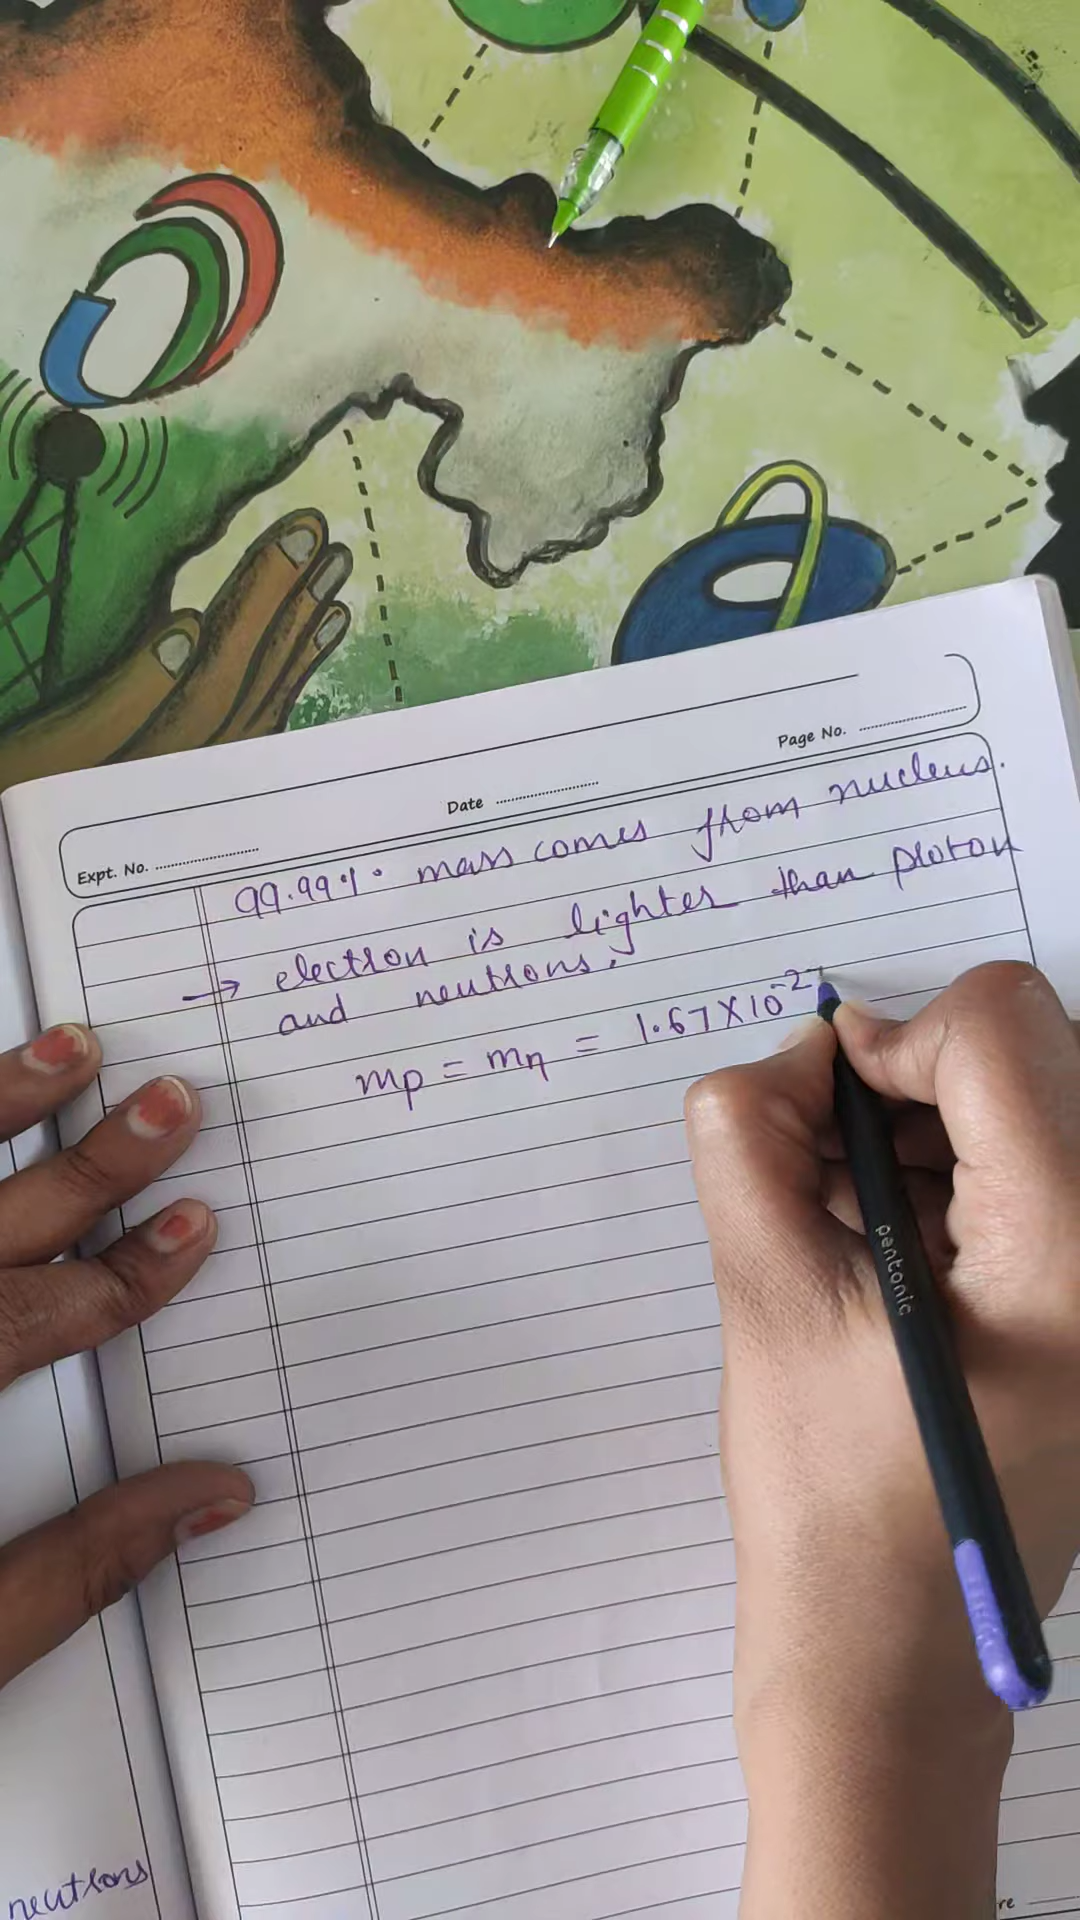 Page No.
Date
Expt. No.
99.99% mass comes from nucleus.
→ electron is lighter than proton
and neutrons.
mp = mn = 1.67×10⁻²
pentonic
neutrons